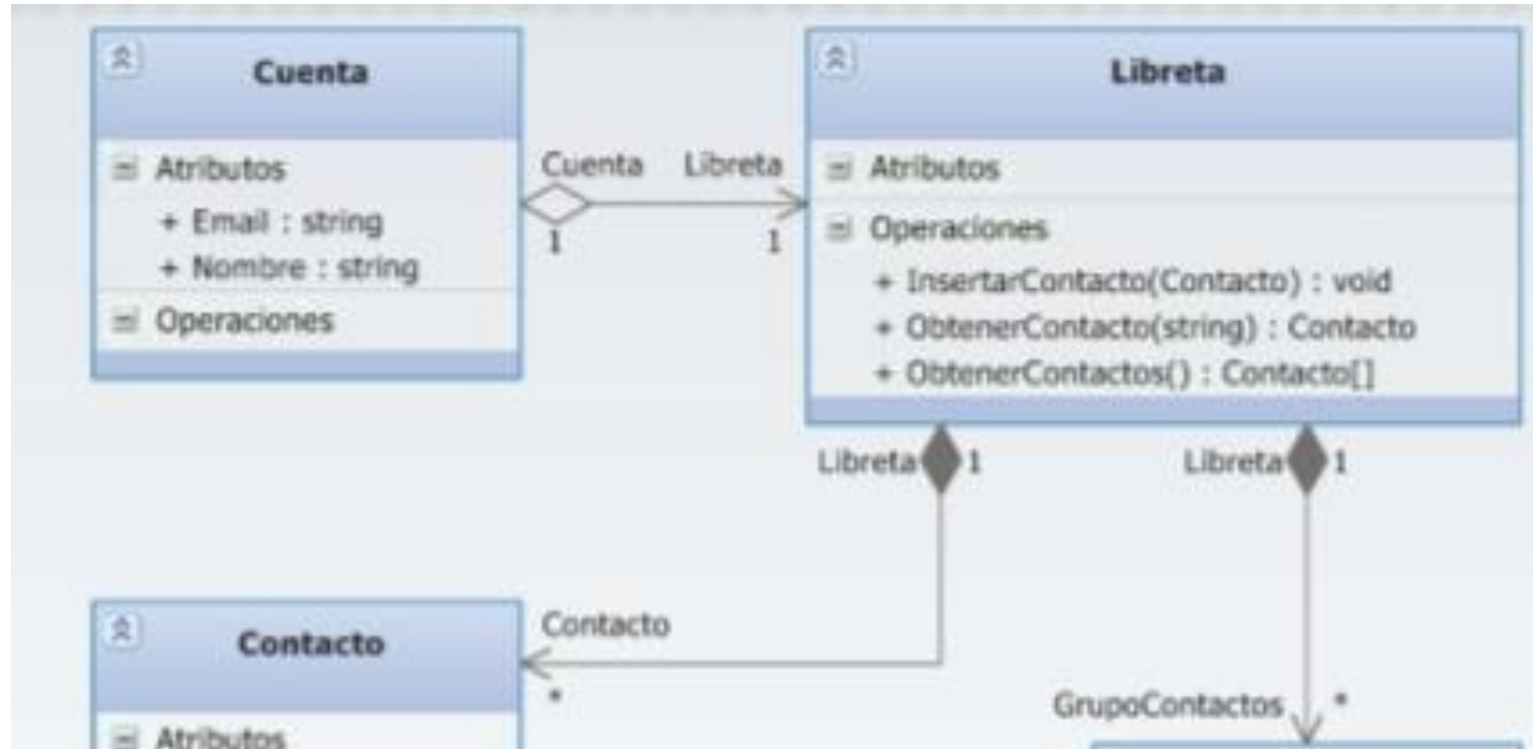 Cuenta
Atributos
+ Email : string
+ Nombre : string
Operaciones
Cuenta Libreta
1 1
Libreta
Atributos
Operaciones
+ InsertarContacto(Contacto) : void
+ ObtenerContacto(string) : Contacto
+ ObtenerContactos() : Contacto[]
Libreta 1
Libreta 1
Contacto
*
Contacto
Atributos
GrupoContactos *